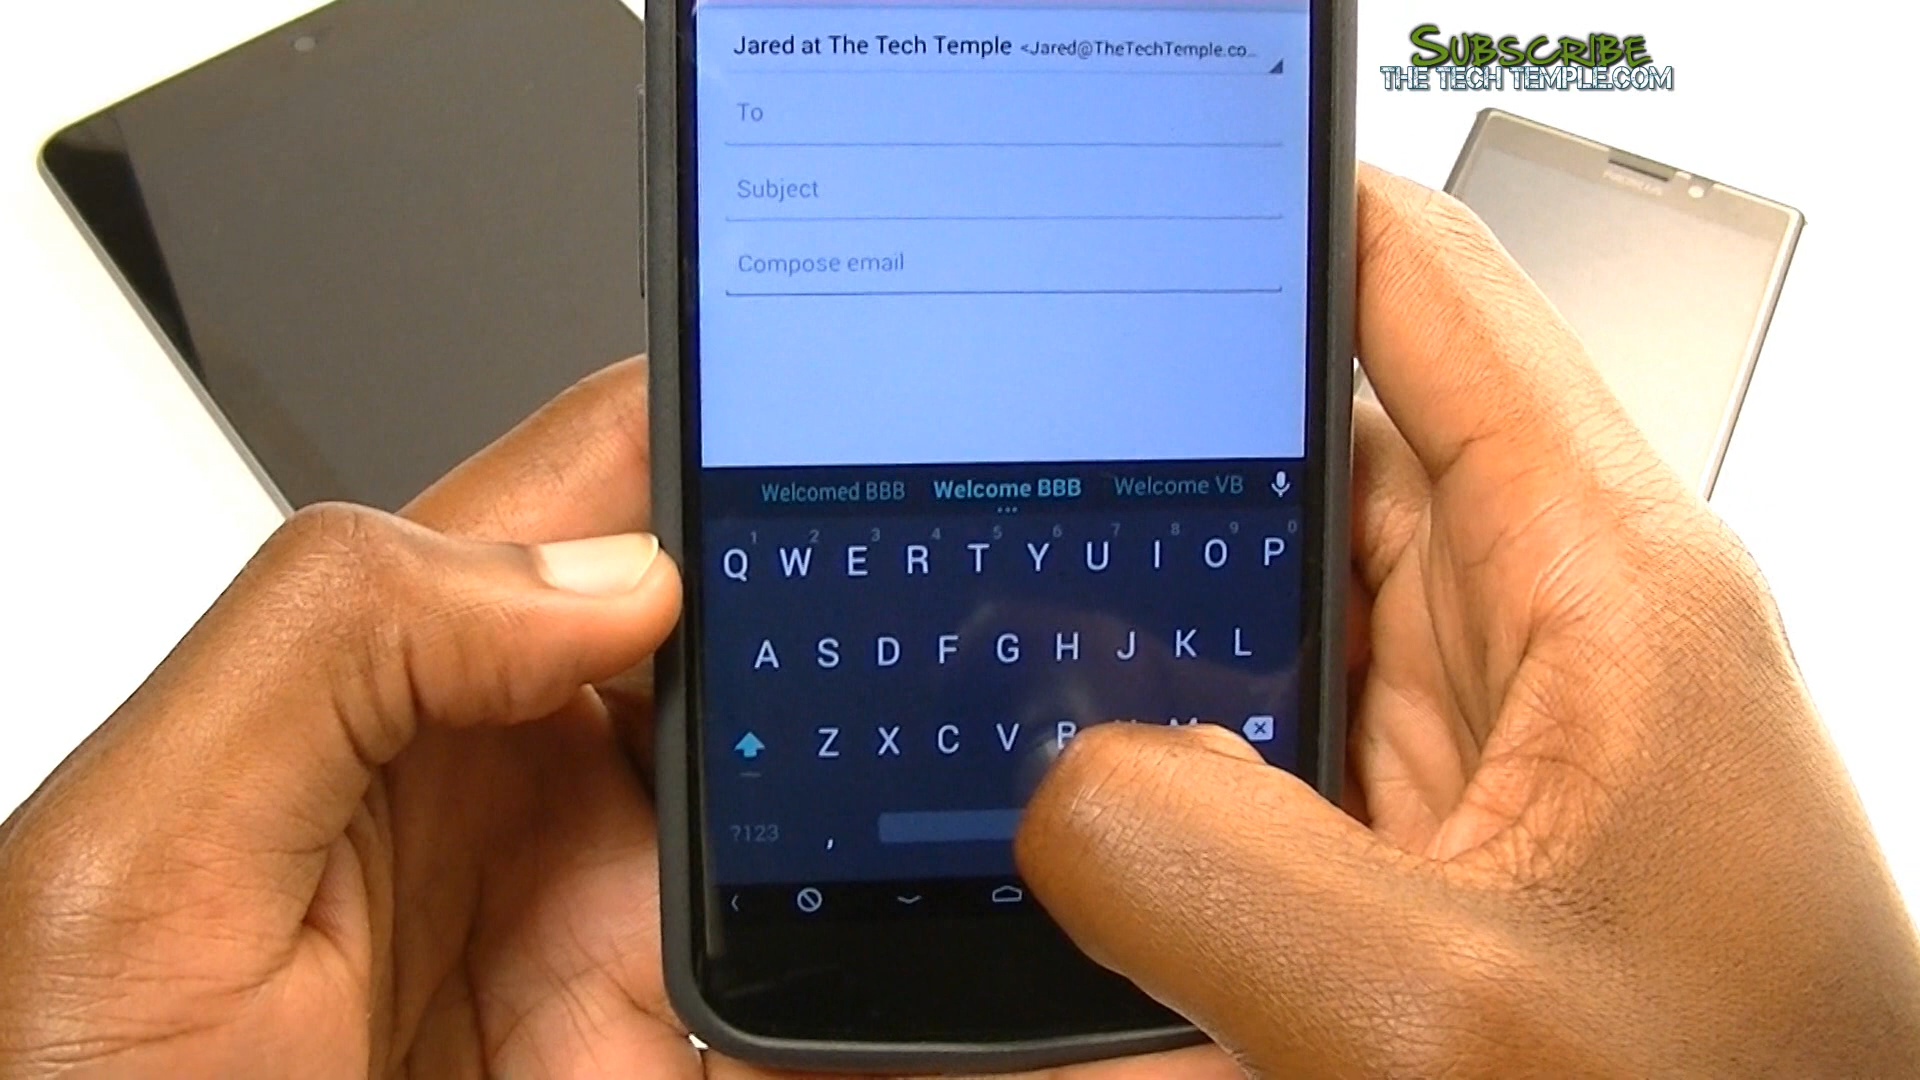 Jared at The Tech Temple <Jared@TheTechTemple.co...
SUBSCRIBE
THE TECH TEMPLE.COM
To
Subject
Compose email
Welcomed BBB Welcome BBB Welcome VB
1 2 3 4 5 6 7 8 9 0
Q W E R T Y U I O P
A S D F G H J K L
Z X C V B M
?123 ,